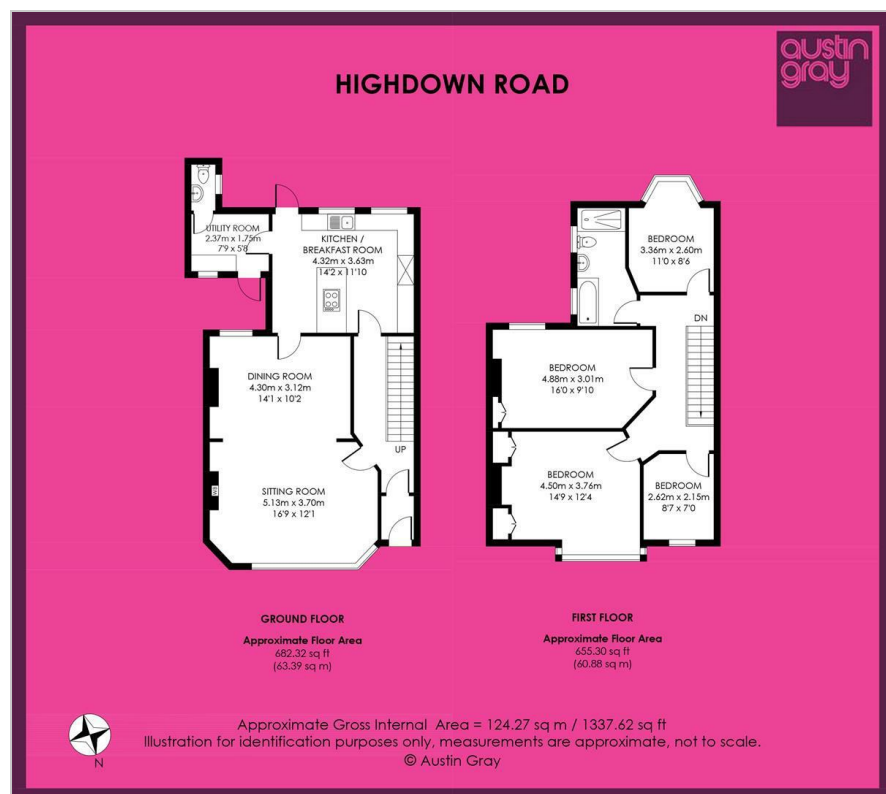 austin
gray
HIGHDOWN ROAD
UTILITY ROOM
2.37m x 1.75m
7'9 x 5'8
KITCHEN /
BREAKFAST ROOM
4.32m x 3.63m
14'2 x 11'10
DINING ROOM
4.30m x 3.12m
14'1 x 10'2
UP
SITTING ROOM
5.13m x 3.70m
16'9 x 12'1
BEDROOM
3.36m x 2.60m
11'0 x 8'6
DN
BEDROOM
4.88m x 3.01m
16'0 x 9'10
BEDROOM
4.50m x 3.76m
14'9 x 12'4
BEDROOM
2.62m x 2.15m
8'7 x 7'0
GROUND FLOOR
Approximate Floor Area
682.32 sq ft
(63.39 sq m)
FIRST FLOOR
Approximate Floor Area
655.30 sq ft
(60.88 sq m)
N
Approximate Gross Internal Area = 124.27 sq m / 1337.62 sq ft
Illustration for identification purposes only, measurements are approximate, not to scale.
© Austin Gray